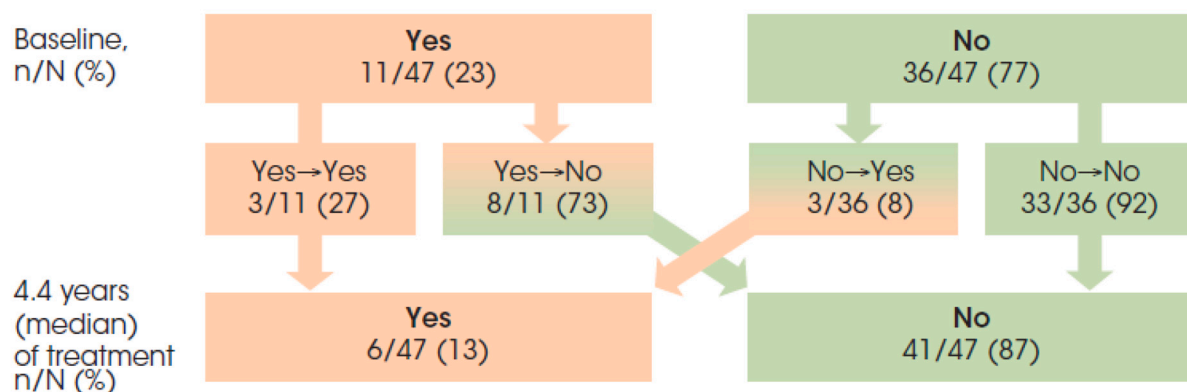 Baseline,
n/N (%)
Yes
11/47 (23)
No
36/47 (77)
Yes→Yes
3/11 (27)
Yes→No
8/11 (73)
No→Yes
3/36 (8)
No→No
33/36 (92)
4.4 years
(median)
of treatment
n/N (%)
Yes
6/47 (13)
No
41/47 (87)